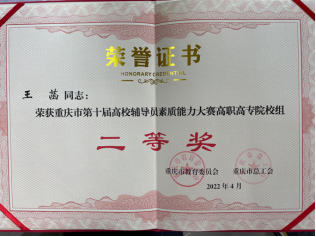 荣誉证书
HONORARY CREDENTIAL
王蕊同志：
荣获重庆市第十届高校辅导员素质能力大赛高职高专院校组
二等奖
重庆市教育委员会 重庆市总工会
2022年4月